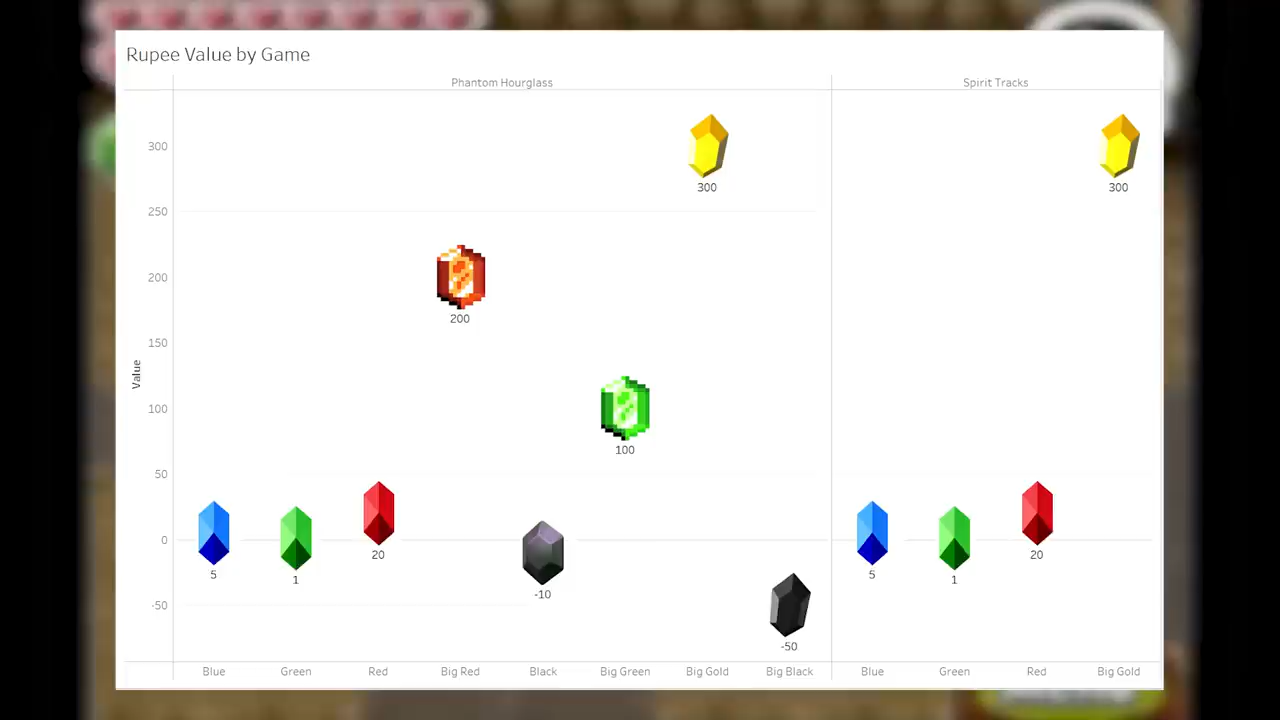 Rupee Value by Game
Phantom Hourglass
Spirit Tracks
Value
300
250
200
150
100
50
0
-50
5
1
20
200
-10
100
300
-50
5
1
20
300
Blue
Green
Red
Big Red
Black
Big Green
Big Gold
Big Black
Blue
Green
Red
Big Gold